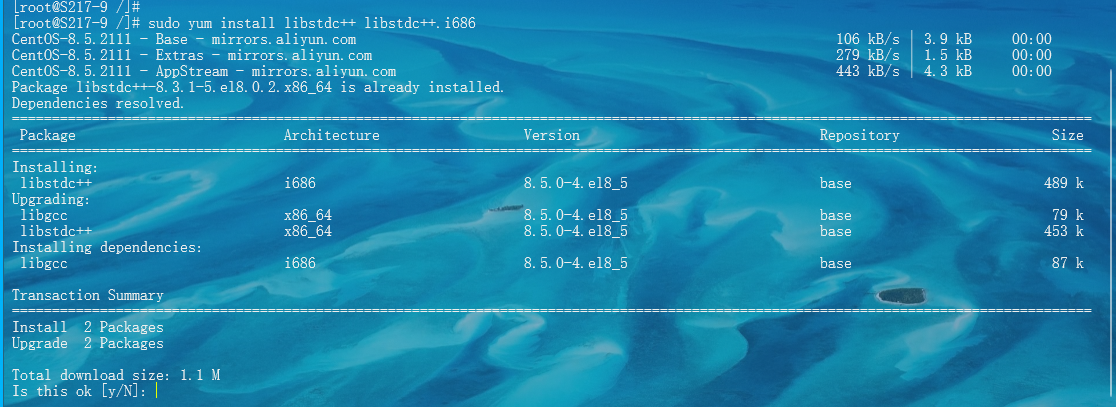 [root@S217-9 /]#
[root@S217-9 /]# sudo yum install libstdc++ libstdc++.i686
CentOS-8.5.2111 - Base - mirrors.aliyun.com 106 kB/s | 3.9 kB 00:00
CentOS-8.5.2111 - Extras - mirrors.aliyun.com 279 kB/s | 1.5 kB 00:00
CentOS-8.5.2111 - AppStream - mirrors.aliyun.com 443 kB/s | 4.3 kB 00:00
Package libstdc++-8.3.1-5.el8.0.2.x86_64 is already installed.
Dependencies resolved.
Package Architecture Version Repository Size
Installing:
libstdc++ i686 8.5.0-4.el8_5 base 489 k
Upgrading:
libgcc x86_64 8.5.0-4.el8_5 base 79 k
libstdc++ x86_64 8.5.0-4.el8_5 base 453 k
Installing dependencies:
libgcc i686 8.5.0-4.el8_5 base 87 k
Transaction Summary
Install 2 Packages
Upgrade 2 Packages
Total download size: 1.1 M
Is this ok [y/N]: